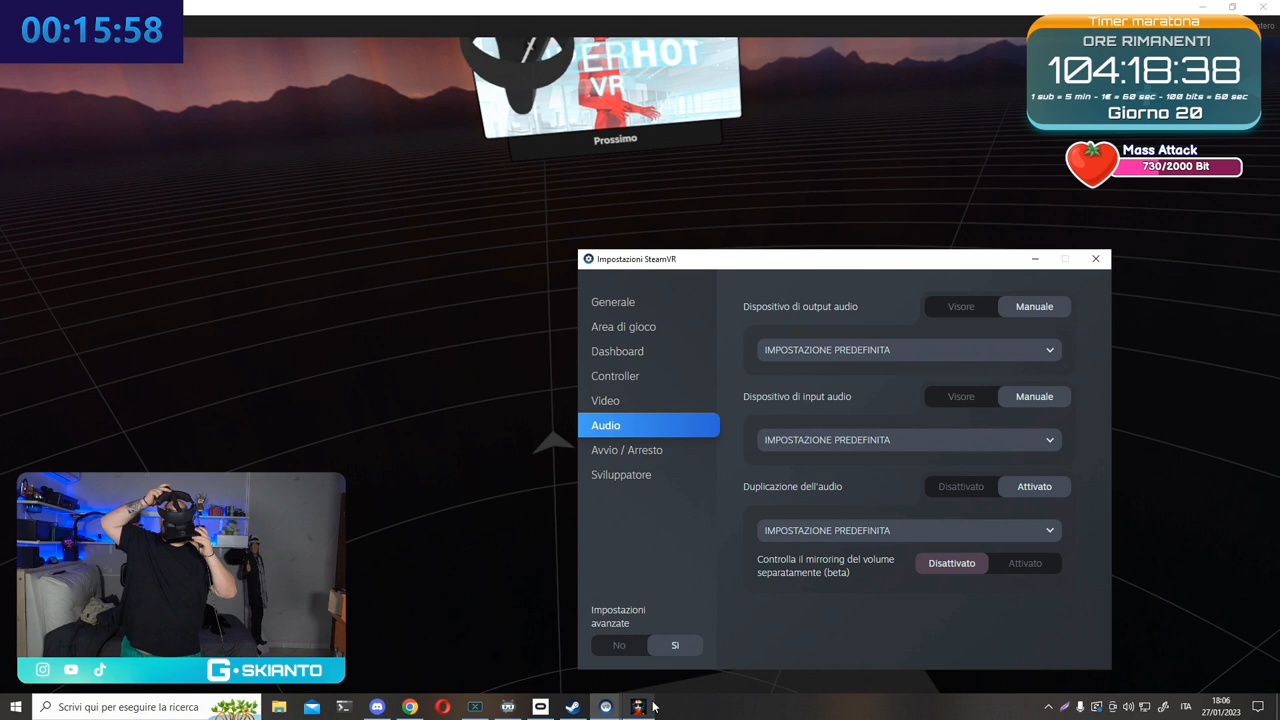 00:15:58
ERHOT
VR
Prossimo
Timer maratona
ORE RIMANENTI
104:18:38
1 sub = 5 min - 1€ = 60 sec - 100 bits = 60 sec
Giorno 20
Mass Attack
730/2000 Bit
Impostazioni SteamVR
Generale
Area di gioco
Dashboard
Controller
Video
Audio
Avvio / Arresto
Sviluppatore
Impostazioni
avanzate
No Sì
Dispositivo di output audio Visore Manuale
IMPOSTAZIONE PREDEFINITA
Dispositivo di input audio Visore Manuale
IMPOSTAZIONE PREDEFINITA
Duplicazione dell'audio Disattivato Attivato
IMPOSTAZIONE PREDEFINITA
Controlla il mirroring del volume
separatamente (beta) Disattivato Attivato
G•SKIANTO
Scrivi qui per eseguire la ricerca
ITA
18:06
27/01/2023